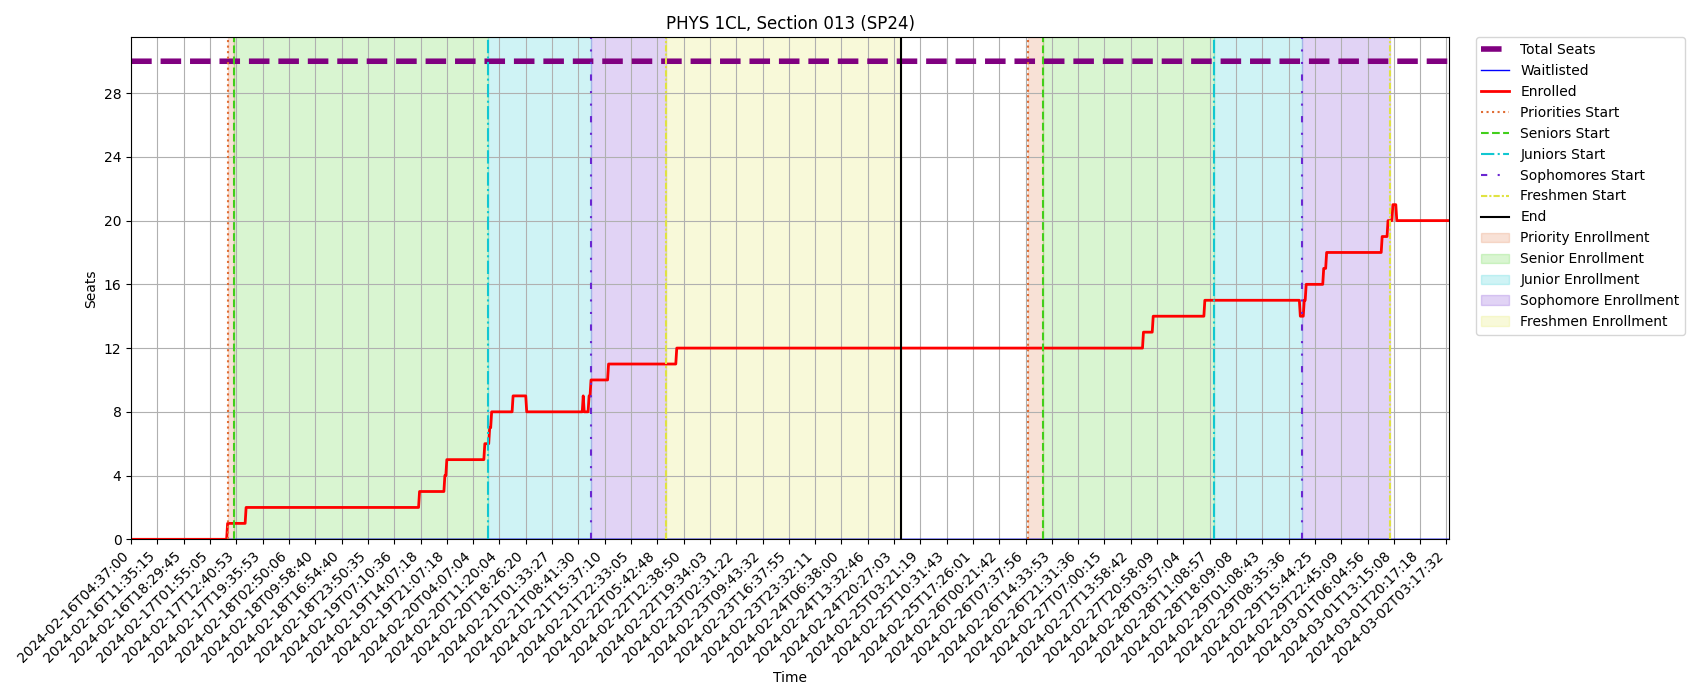 PHYS 1CL, Section 013 (SP24)
Total Seats
Waitlisted
Enrolled
Priorities Start
Seniors Start
Juniors Start
Sophomores Start
Freshmen Start
End
Priority Enrollment
Senior Enrollment
Junior Enrollment
Sophomore Enrollment
Freshmen Enrollment
Seats
28
24
20
16
12
8
4
0
2024-02-16T04:37:00
2024-02-16T11:35:15
2024-02-16T18:29:45
2024-02-17T01:55:05
2024-02-17T12:40:53
2024-02-17T19:35:53
2024-02-18T02:50:06
2024-02-18T09:58:40
2024-02-18T16:54:40
2024-02-18T23:50:35
2024-02-19T07:10:36
2024-02-19T14:07:18
2024-02-19T21:07:18
2024-02-20T04:07:04
2024-02-20T11:20:04
2024-02-20T18:26:20
2024-02-21T01:33:27
2024-02-21T08:41:30
2024-02-21T15:37:10
2024-02-21T22:33:05
2024-02-22T05:42:48
2024-02-22T12:38:50
2024-02-22T19:34:03
2024-02-23T02:31:22
2024-02-23T09:43:32
2024-02-23T16:37:55
2024-02-23T23:32:11
2024-02-24T06:38:00
2024-02-24T13:32:46
2024-02-24T20:27:03
2024-02-25T03:21:19
2024-02-25T10:31:43
2024-02-25T17:26:01
2024-02-26T00:21:42
2024-02-26T07:37:56
2024-02-26T14:33:53
2024-02-26T21:31:36
2024-02-27T07:00:15
2024-02-27T13:58:42
2024-02-27T20:58:09
2024-02-28T03:57:04
2024-02-28T11:08:57
2024-02-28T18:09:08
2024-02-29T01:08:43
2024-02-29T08:35:36
2024-02-29T15:44:25
2024-02-29T22:45:09
2024-03-01T06:04:56
2024-03-01T13:15:08
2024-03-01T20:17:18
2024-03-02T03:17:32
Time